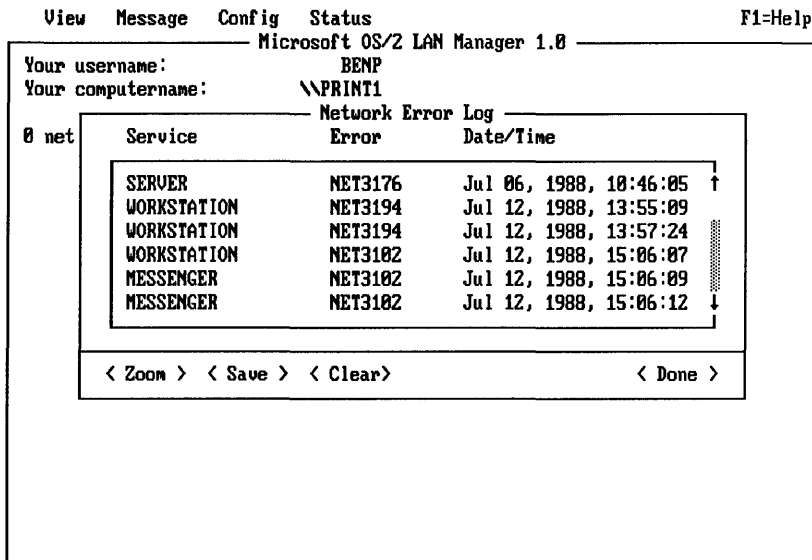 View Message Config Status F1=Help
Microsoft OS/2 LAN Manager 1.0
Your username: BENP
Your computername: \\PRINT1
Network Error Log
0 net Service Error Date/Time
SERVER NET3176 Jul 06, 1988, 10:46:05 ↑
WORKSTATION NET3194 Jul 12, 1988, 13:55:09
WORKSTATION NET3194 Jul 12, 1988, 13:57:24
WORKSTATION NET3102 Jul 12, 1988, 15:06:07
MESSENGER NET3102 Jul 12, 1988, 15:06:09
MESSENGER NET3102 Jul 12, 1988, 15:06:12 ↓
< Zoom > < Save > < Clear> < Done >